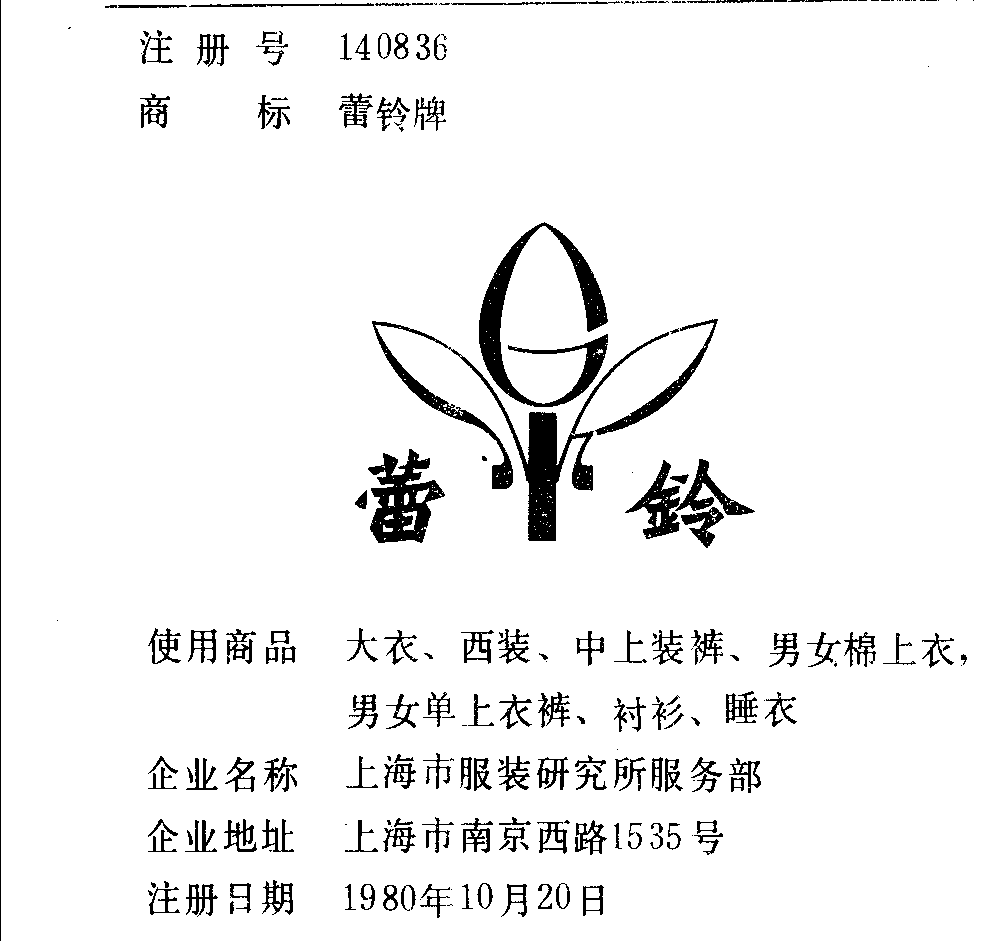 注册号 140836
商标 蕾铃牌
蕾铃
使用商品 大衣、西装、中上装裤、男女棉上衣，
男女单上衣裤、衬衫、睡衣
企业名称 上海市服装研究所服务部
企业地址 上海市南京西路1535号
注册日期 1980年10月20日